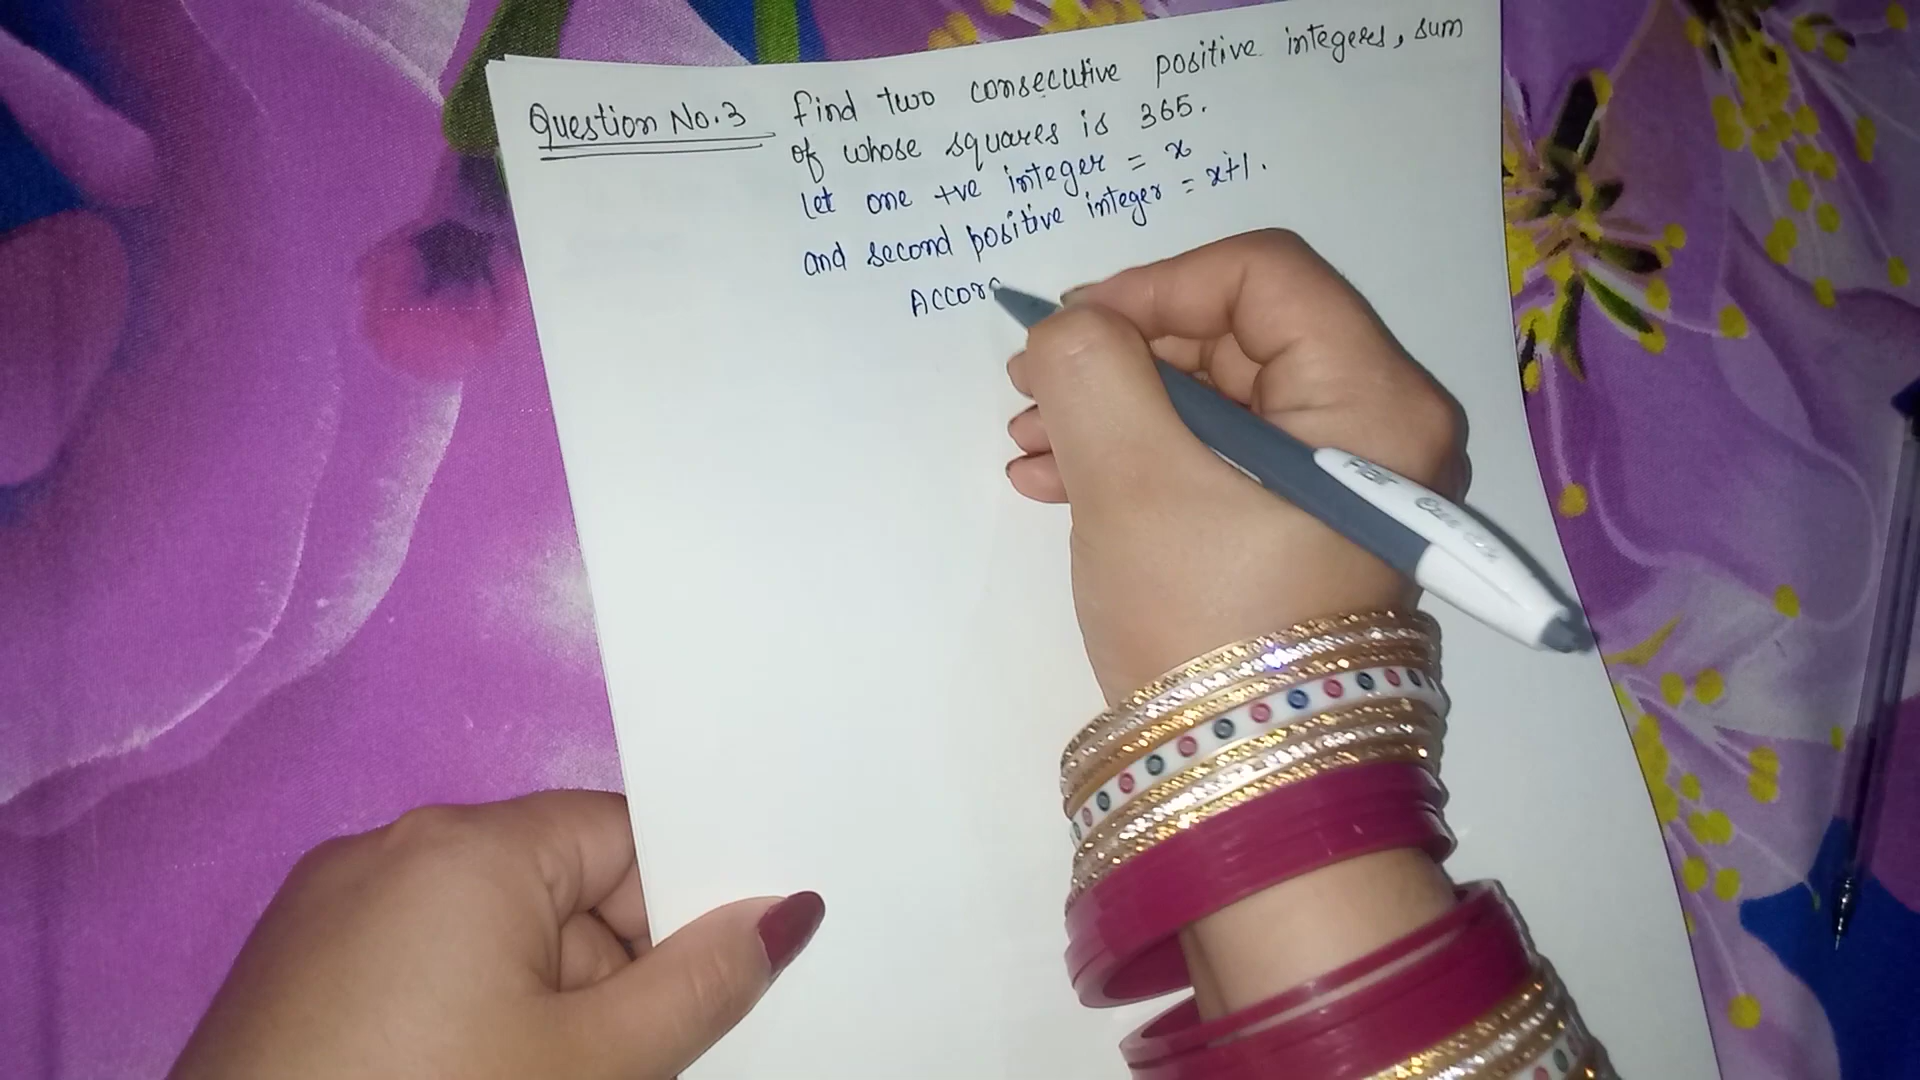 Question No.3 Find two consecutive positive integers, sum
of whose squares is 365.
Let one +ve integer = x
and second positive integer = x+1.
Accor